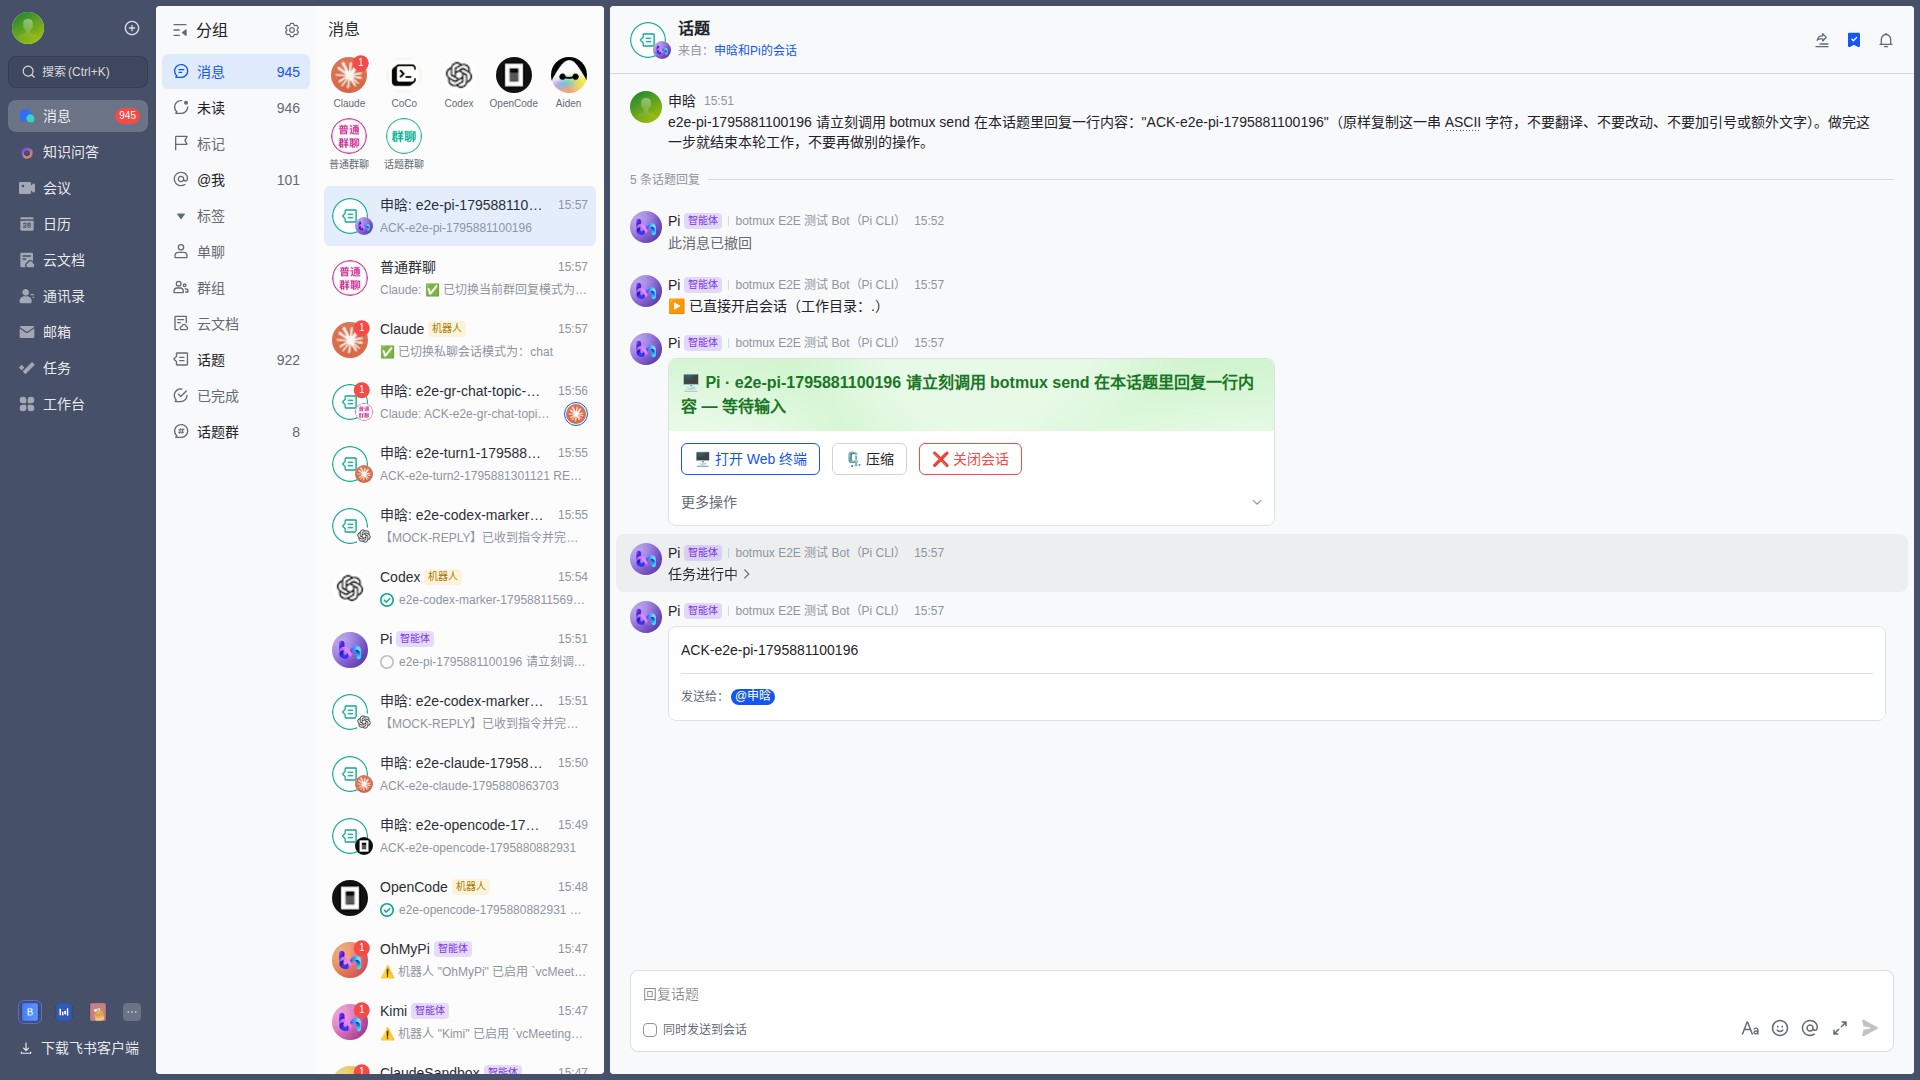 搜索 (Ctrl+K)
消息 945
知识问答
会议
日历
云文档
通讯录
邮箱
任务
工作台
下载飞书客户端
分组
消息 945
未读 946
标记
@我 101
标签
单聊
群组
云文档
话题 922
已完成
话题群 8
消息
1
Claude CoCo Codex OpenCode Aiden
普通
群聊
群聊
普通群聊 话题群聊
申晗: e2e-pi-179588110... 15:57
ACK-e2e-pi-1795881100196
普通群聊 15:57
Claude: ✅ 已切换当前群回复模式为...
Claude 机器人 15:57
✅ 已切换私聊会话模式为：chat
申晗: e2e-gr-chat-topic-... 15:56
Claude: ACK-e2e-gr-chat-topi...
申晗: e2e-turn1-179588... 15:55
ACK-e2e-turn2-1795881301121 RE...
申晗: e2e-codex-marker... 15:55
【MOCK-REPLY】已收到指令并完...
Codex 机器人 15:54
e2e-codex-marker-17958811569...
Pi 智能体 15:51
e2e-pi-1795881100196 请立刻调...
申晗: e2e-codex-marker... 15:51
【MOCK-REPLY】已收到指令并完...
申晗: e2e-claude-17958... 15:50
ACK-e2e-claude-1795880863703
申晗: e2e-opencode-17... 15:49
ACK-e2e-opencode-1795880882931
OpenCode 机器人 15:48
e2e-opencode-1795880882931 ...
OhMyPi 智能体 15:47
⚠️ 机器人 "OhMyPi" 已启用 `vcMeet...
Kimi 智能体 15:47
⚠️ 机器人 "Kimi" 已启用 `vcMeeting...
ClaudeSandbox 智能体 15:47
话题
来自：申晗和Pi的会话
申晗 15:51
e2e-pi-1795881100196 请立刻调用 botmux send 在本话题里回复一行内容："ACK-e2e-pi-1795881100196"（原样复制这一串 ASCII 字符，不要翻译、不要改动、不要加引号或额外文字）。做完这
一步就结束本轮工作，不要再做别的操作。
5 条话题回复
Pi 智能体 botmux E2E 测试 Bot（Pi CLI） 15:52
此消息已撤回
Pi 智能体 botmux E2E 测试 Bot（Pi CLI） 15:57
▶️ 已直接开启会话（工作目录：.）
Pi 智能体 botmux E2E 测试 Bot（Pi CLI） 15:57
🖥️ Pi · e2e-pi-1795881100196 请立刻调用 botmux send 在本话题里回复一行内
容 — 等待输入
🖥️ 打开 Web 终端 🗜️ 压缩 ❌ 关闭会话
更多操作
Pi 智能体 botmux E2E 测试 Bot（Pi CLI） 15:57
任务进行中
Pi 智能体 botmux E2E 测试 Bot（Pi CLI） 15:57
ACK-e2e-pi-1795881100196
发送给：@申晗
回复话题
同时发送到会话